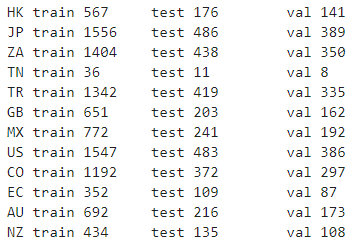 HK train 567 test 176 val 141
JP train 1556 test 486 val 389
ZA train 1404 test 438 val 350
TN train 36 test 11 val 8
TR train 1342 test 419 val 335
GB train 651 test 203 val 162
MX train 772 test 241 val 192
US train 1547 test 483 val 386
CO train 1192 test 372 val 297
EC train 352 test 109 val 87
AU train 692 test 216 val 173
NZ train 434 test 135 val 108